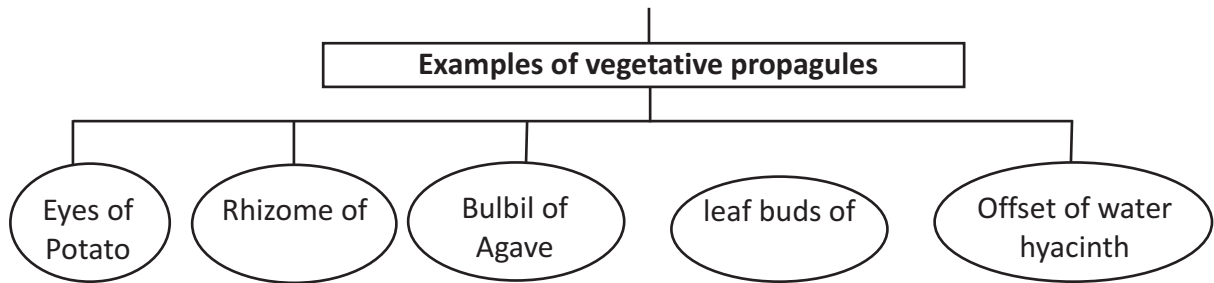 Examples of vegetative propagules
Eyes of
Potato
Rhizome of
Bulbil of
Agave
leaf buds of
Offset of water
hyacinth